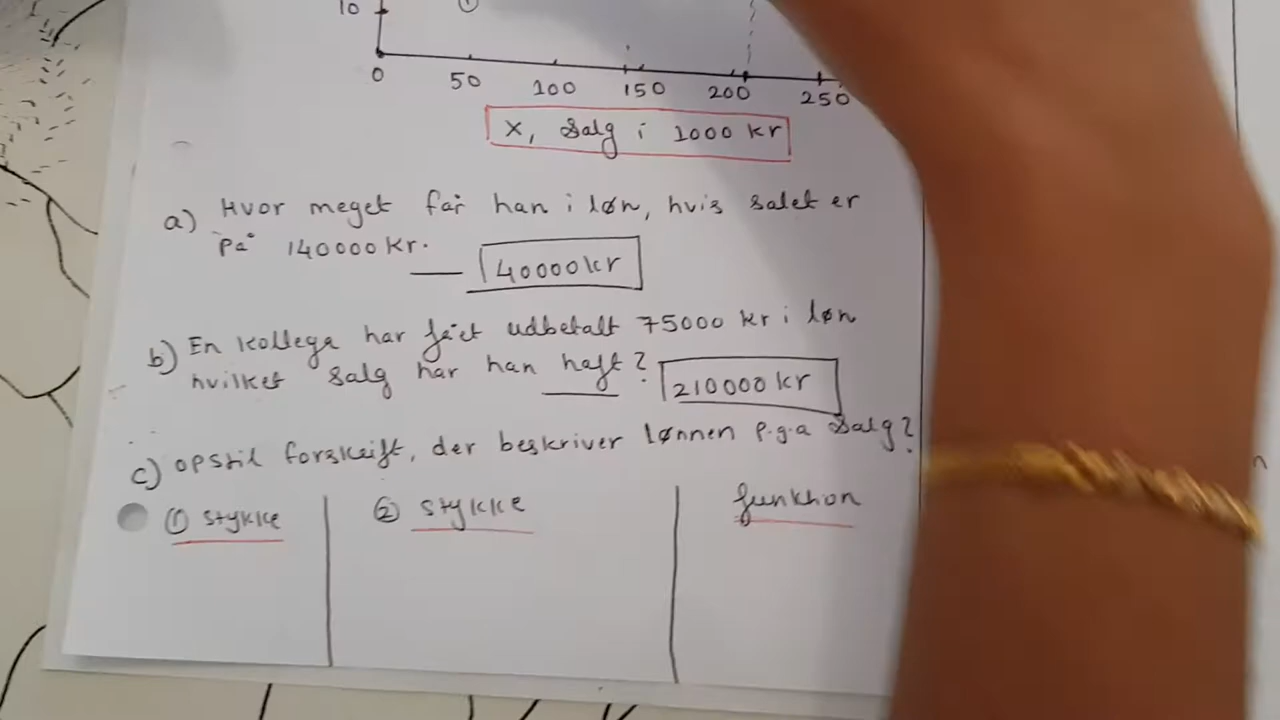 10
①
0 50 100 150 200 250
x, Salg i 1000 kr
a) Hvor meget får han i løn, hvis salet er
på 140000 kr. — 40000 kr
b) En kollega har fået udbetalt 75000 kr i løn
hvilket salg har han haft? 210000 kr
c) opstil forskrift, der beskriver lønnen p.g.a salg?
① stykke ② stykke funktion